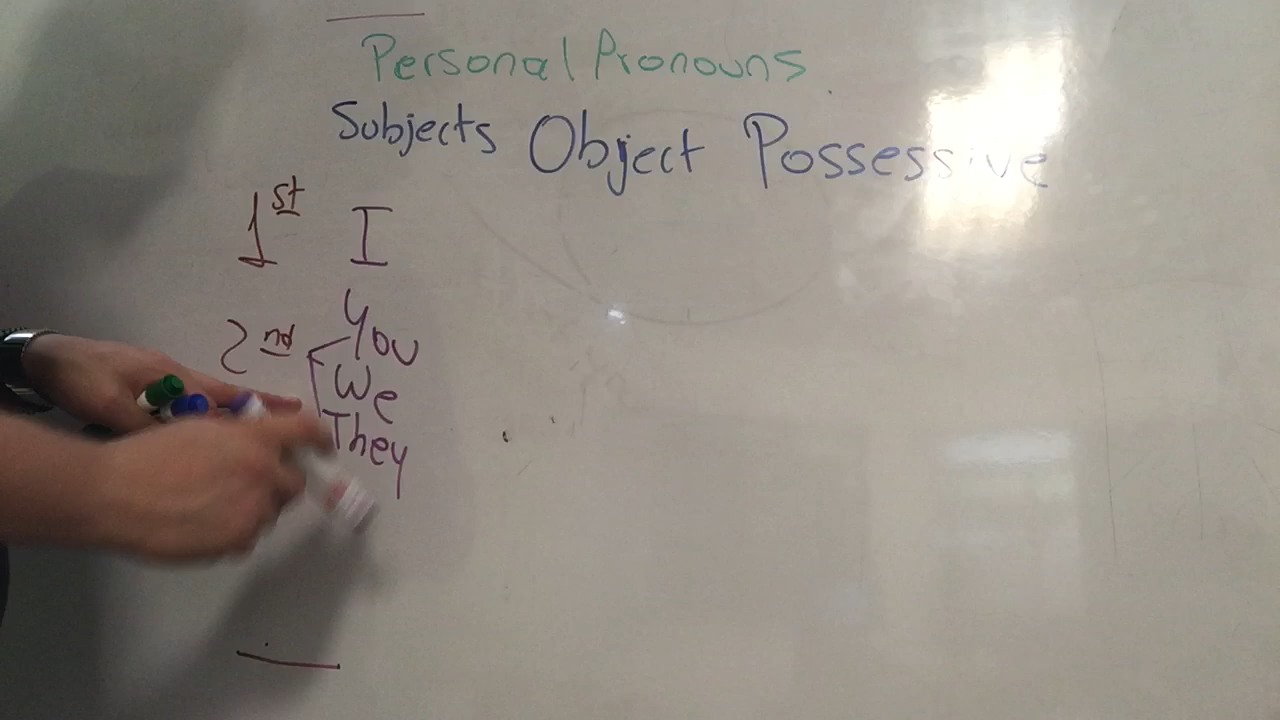 Personal Pronouns
Subjects Object Possessive
1st I
2nd You
We
They